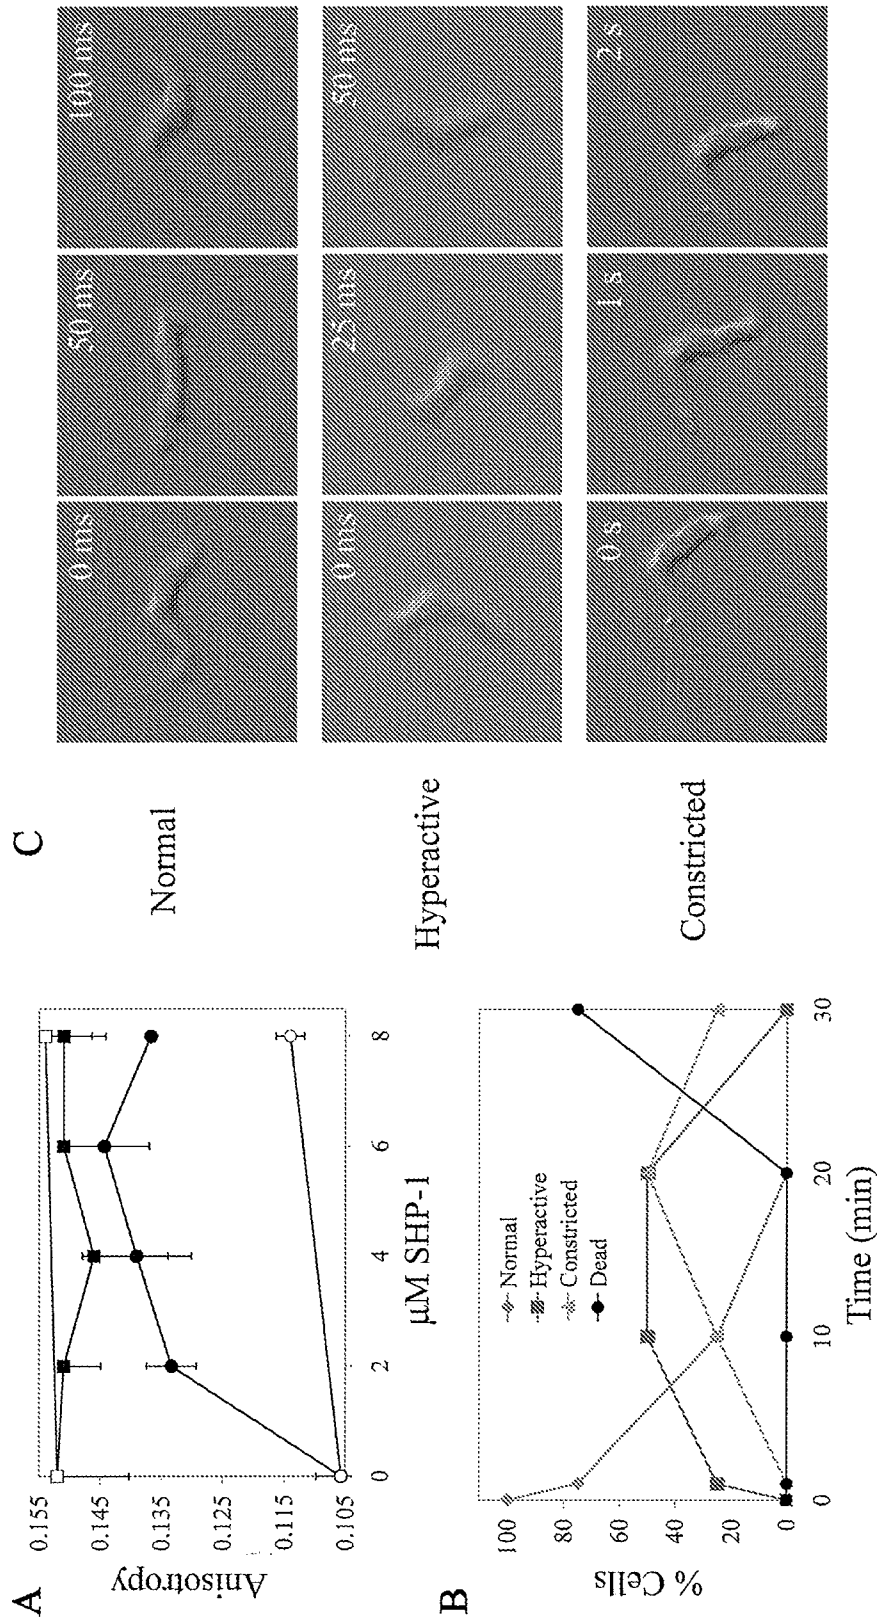 A
Anisotropy
0.155
0.145
0.135
0.125
0.115
0.105
0
2
4
6
8
µM SHP-1
B
% Cells
100
80
60
40
20
0
Normal
Hyperactive
Constricted
Dead
0
10
20
30
Time (min)
C
Normal
0 ms
50 ms
100 ms
Hyperactive
0 ms
25 ms
50 ms
Constricted
0 s
1 s
2 s